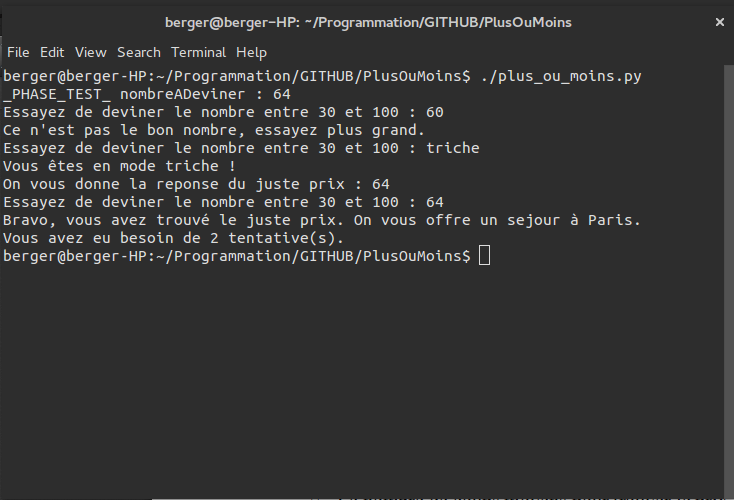 berger@berger-HP: ~/Programmation/GITHUB/PlusOuMoins
File Edit View Search Terminal Help
berger@berger-HP:~/Programmation/GITHUB/PlusOuMoins$ ./plus_ou_moins.py
_PHASE_TEST_ nombreADeviner : 64
Essayez de deviner le nombre entre 30 et 100 : 60
Ce n'est pas le bon nombre, essayez plus grand.
Essayez de deviner le nombre entre 30 et 100 : triche
Vous êtes en mode triche !
On vous donne la reponse du juste prix : 64
Essayez de deviner le nombre entre 30 et 100 : 64
Bravo, vous avez trouvé le juste prix. On vous offre un sejour à Paris.
Vous avez eu besoin de 2 tentative(s).
berger@berger-HP:~/Programmation/GITHUB/PlusOuMoins$